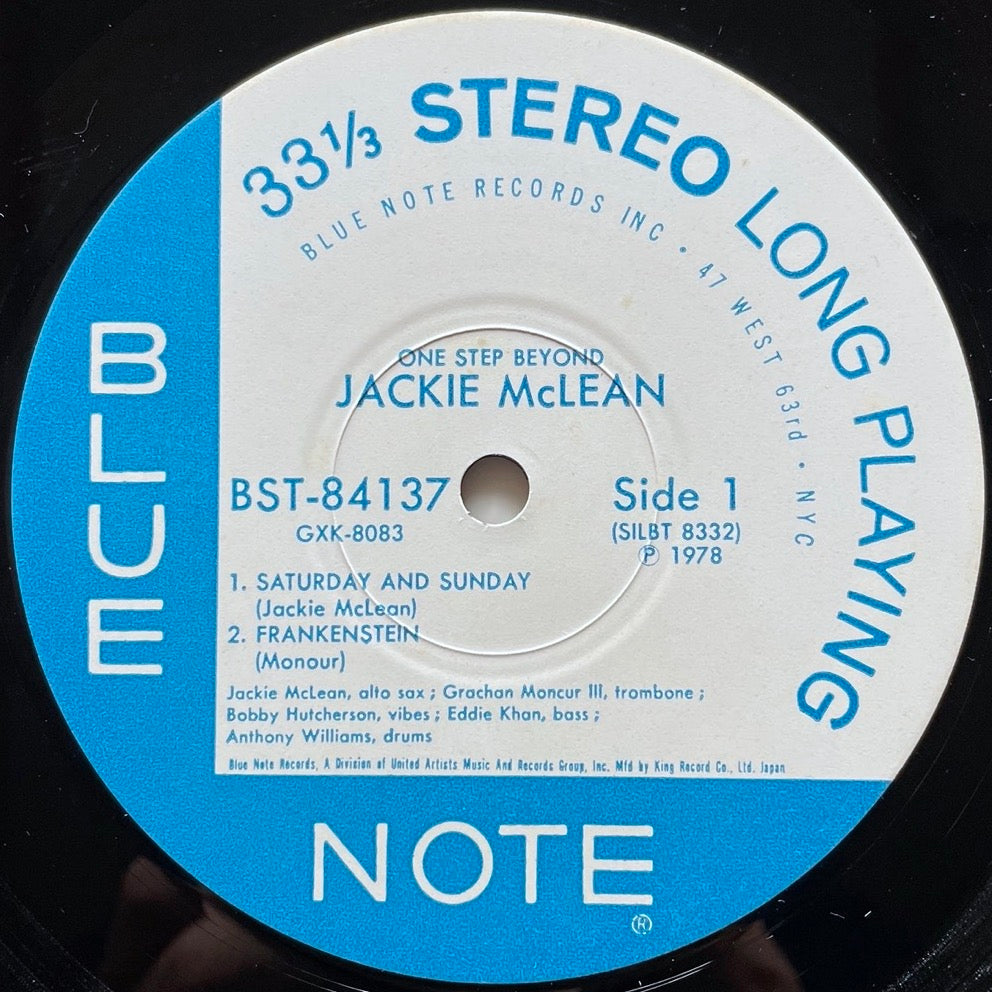 33⅓ STEREO LONG PLAYING
BLUE NOTE RECORDS INC • 47 WEST 63rd • NYC
BLUE
ONE STEP BEYOND
JACKIE McLEAN
BST-84137
GXK-8083
Side 1
(SILBT 8332)
Ⓟ 1978
1. SATURDAY AND SUNDAY
(Jackie McLean)
2. FRANKENSTEIN
(Monour)
Jackie McLean, alto sax ; Grachan Moncur III, trombone ;
Bobby Hutcherson, vibes ; Eddie Khan, bass ;
Anthony Williams, drums
Blue Note Records, A Division of United Artists Music And Records Group, Inc. Mfd by King Record Co., Ltd. Japan
NOTE
®